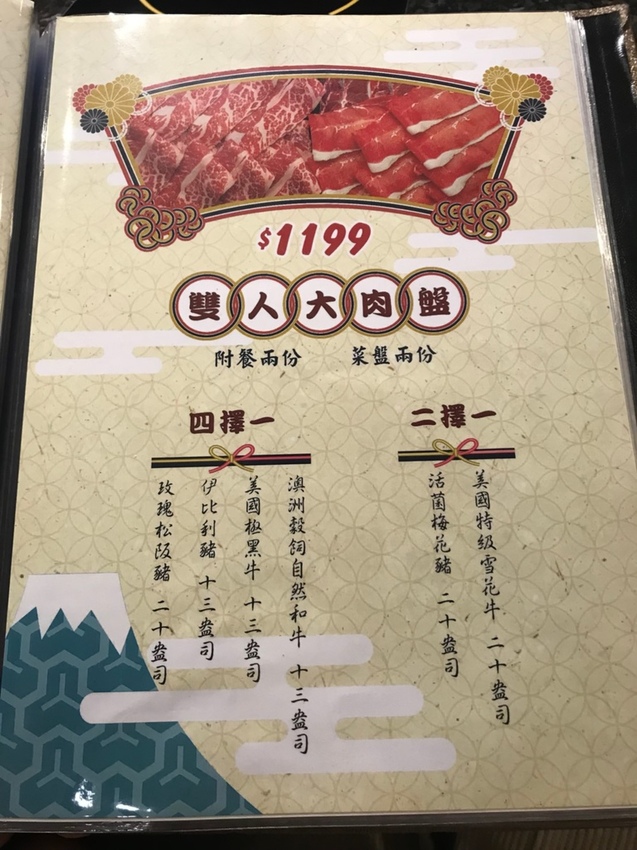 $1199
雙人大肉盤
附餐兩份 菜盤兩份
二擇一
美國特級雪花牛 二十盎司
活菌梅花豬 二十盎司
四擇一
澳洲穀飼自然和牛 十三盎司
美國極黑牛 十三盎司
伊比利豬 十三盎司
玫瑰松阪豬 二十盎司